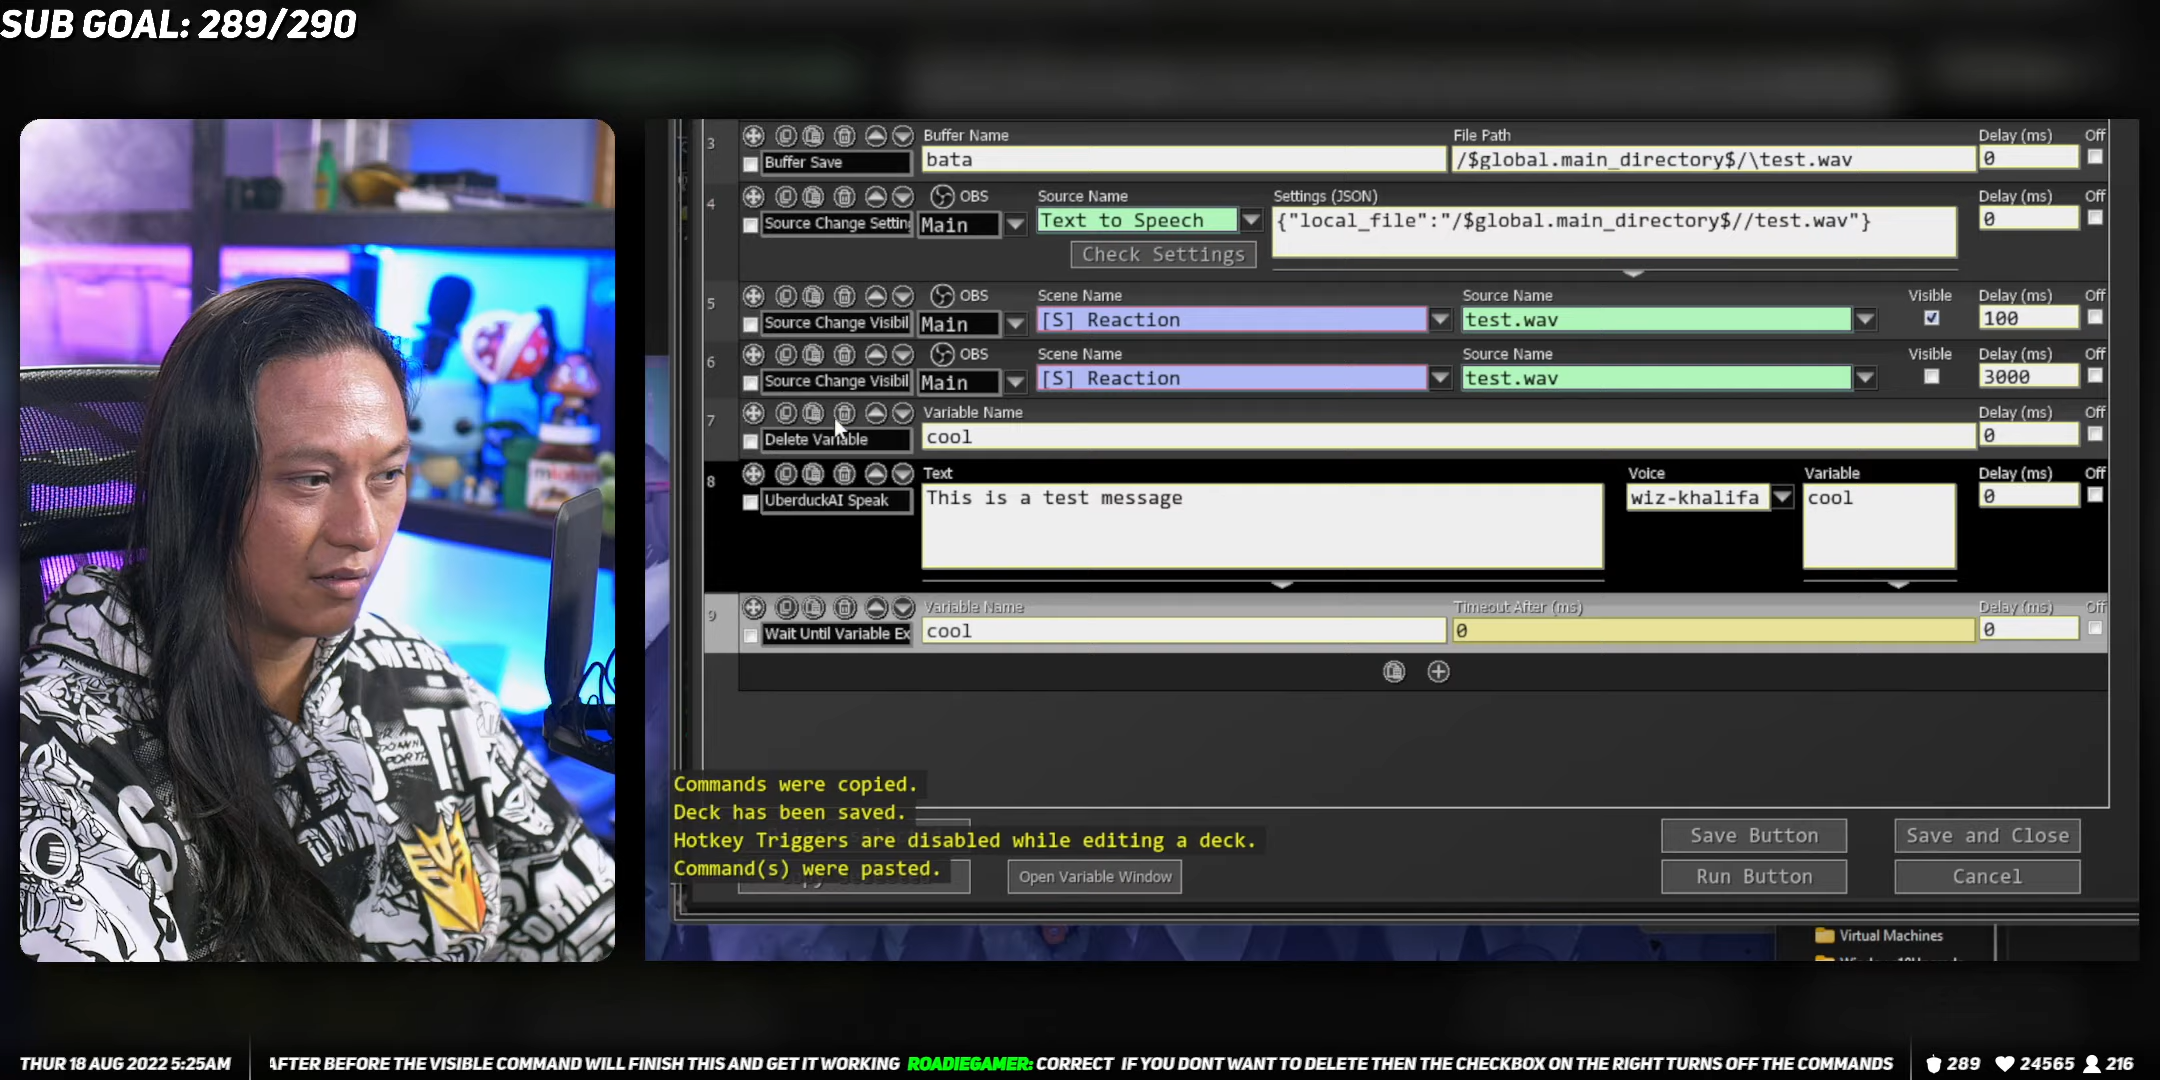 SUB GOAL: 289/290
3
Buffer Name
File Path
Delay (ms)
Off
Buffer Save
bata
/$global.main_directory$/\test.wav
0
4
OBS
Source Name
Settings (JSON)
Delay (ms)
Off
Source Change Settin
Main
Text to Speech
{"local_file":"/$global.main_directory$//test.wav"}
0
Check Settings
5
OBS
Scene Name
Source Name
Visible
Delay (ms)
Off
Source Change Visibil
Main
[S] Reaction
test.wav
100
6
OBS
Scene Name
Source Name
Visible
Delay (ms)
Off
Source Change Visibil
Main
[S] Reaction
test.wav
3000
7
Variable Name
Delay (ms)
Off
Delete Variable
cool
0
8
Text
Voice
Variable
Delay (ms)
Off
UberduckAI Speak
This is a test message
wiz-khalifa
cool
0
9
Variable Name
Timeout After (ms)
Delay (ms)
Off
Wait Until Variable Ex
cool
0
0
Commands were copied.
Deck has been saved.
Hotkey Triggers are disabled while editing a deck.
Command(s) were pasted.
Open Variable Window
Save Button
Save and Close
Run Button
Cancel
Virtual Machines
THUR 18 AUG 2022 5:25AM
AFTER BEFORE THE VISIBLE COMMAND WILL FINISH THIS AND GET IT WORKING ROADIEGAMER: CORRECT IF YOU DONT WANT TO DELETE THEN THE CHECKBOX ON THE RIGHT TURNS OFF THE COMMANDS
289
24565
216